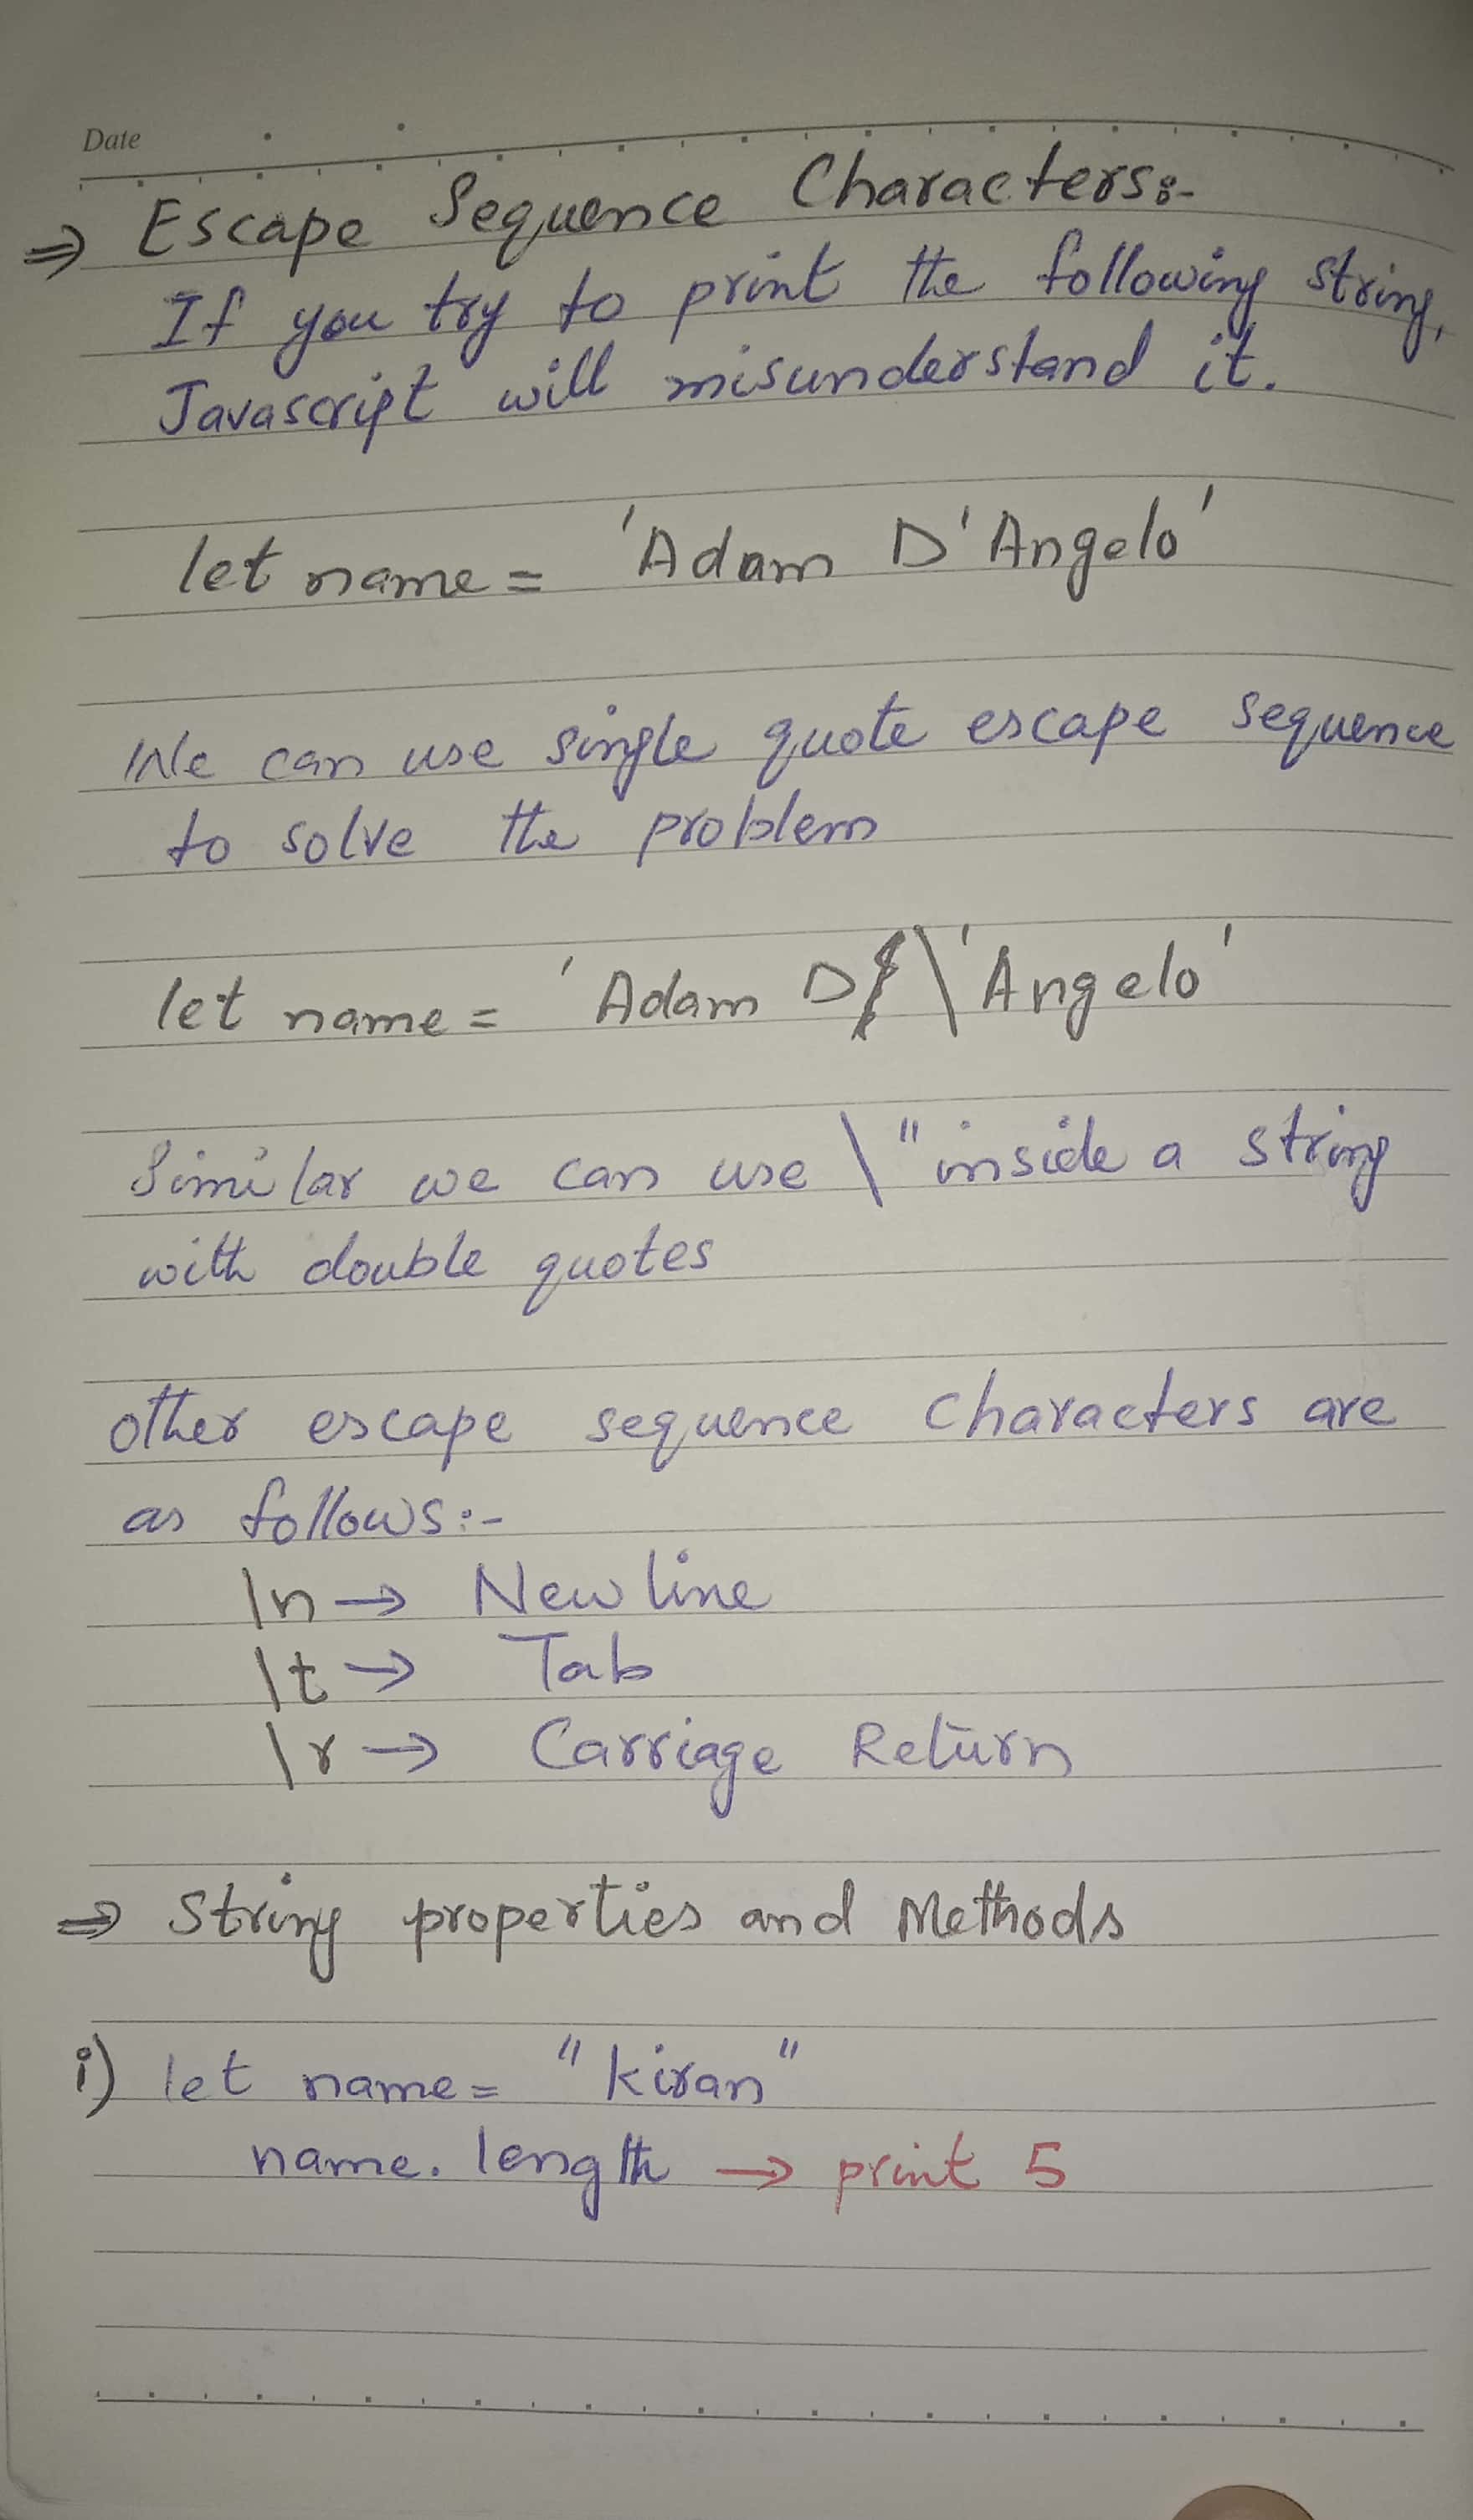 Date
⇒ Escape Sequence Characters:-
If you try to print the following string,
Javascript will misunderstand it.
let name = 'Adam D'Angelo'
We can use single quote escape sequence
to solve the problem
let name = 'Adam D\'Angelo'
Similar we can use \" inside a string
with double quotes
other escape sequence characters are
as follows:-
\n → New line
\t → Tab
\r → Carriage Return
⇒ String properties and Methods
i) let name = "kiran"
name.length → print 5